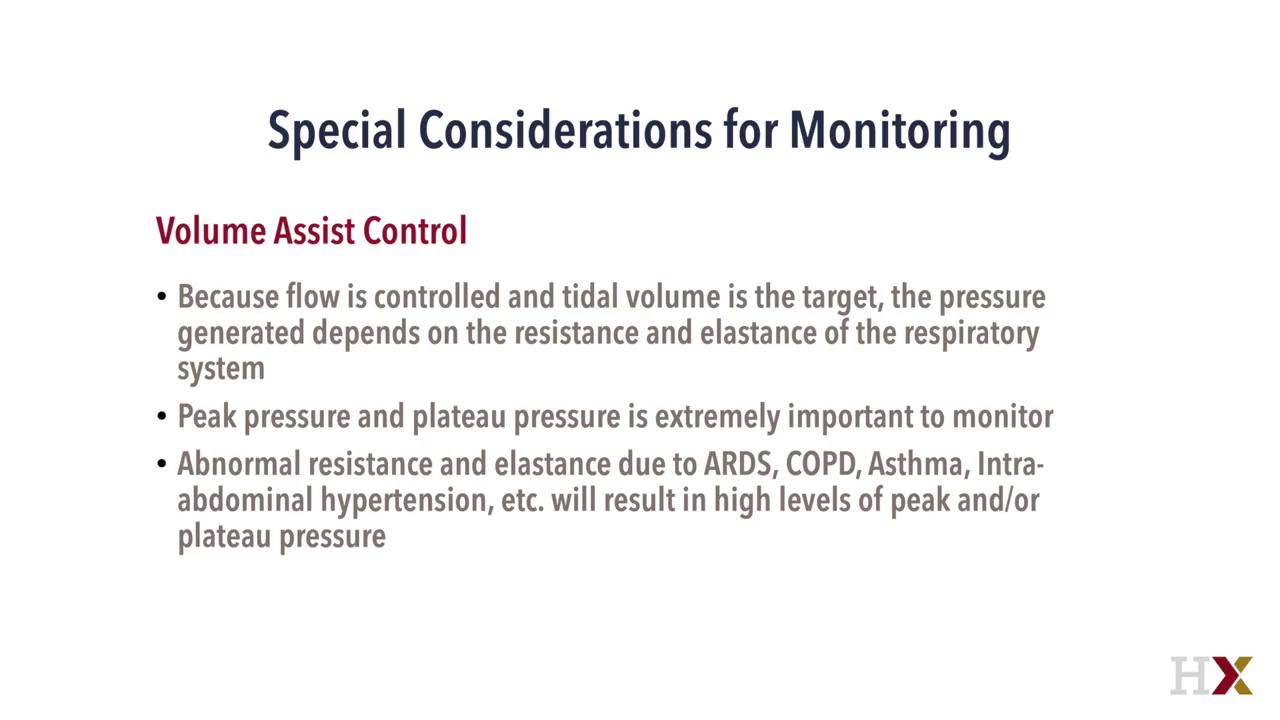 Special Considerations for Monitoring
Volume Assist Control
• Because flow is controlled and tidal volume is the target, the pressure
generated depends on the resistance and elastance of the respiratory
system
• Peak pressure and plateau pressure is extremely important to monitor
• Abnormal resistance and elastance due to ARDS, COPD, Asthma, Intra-
abdominal hypertension, etc. will result in high levels of peak and/or
plateau pressure
HX